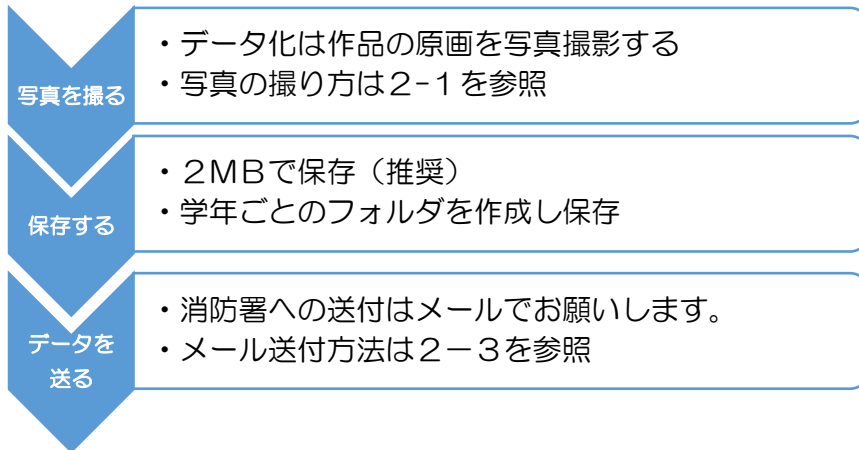 写真を撮る
・データ化は作品の原画を写真撮影する
・写真の撮り方は２-１を参照
保存する
・２ＭＢで保存（推奨）
・学年ごとのフォルダを作成し保存
データを
送る
・消防署への送付はメールでお願いします。
・メール送付方法は２－３を参照